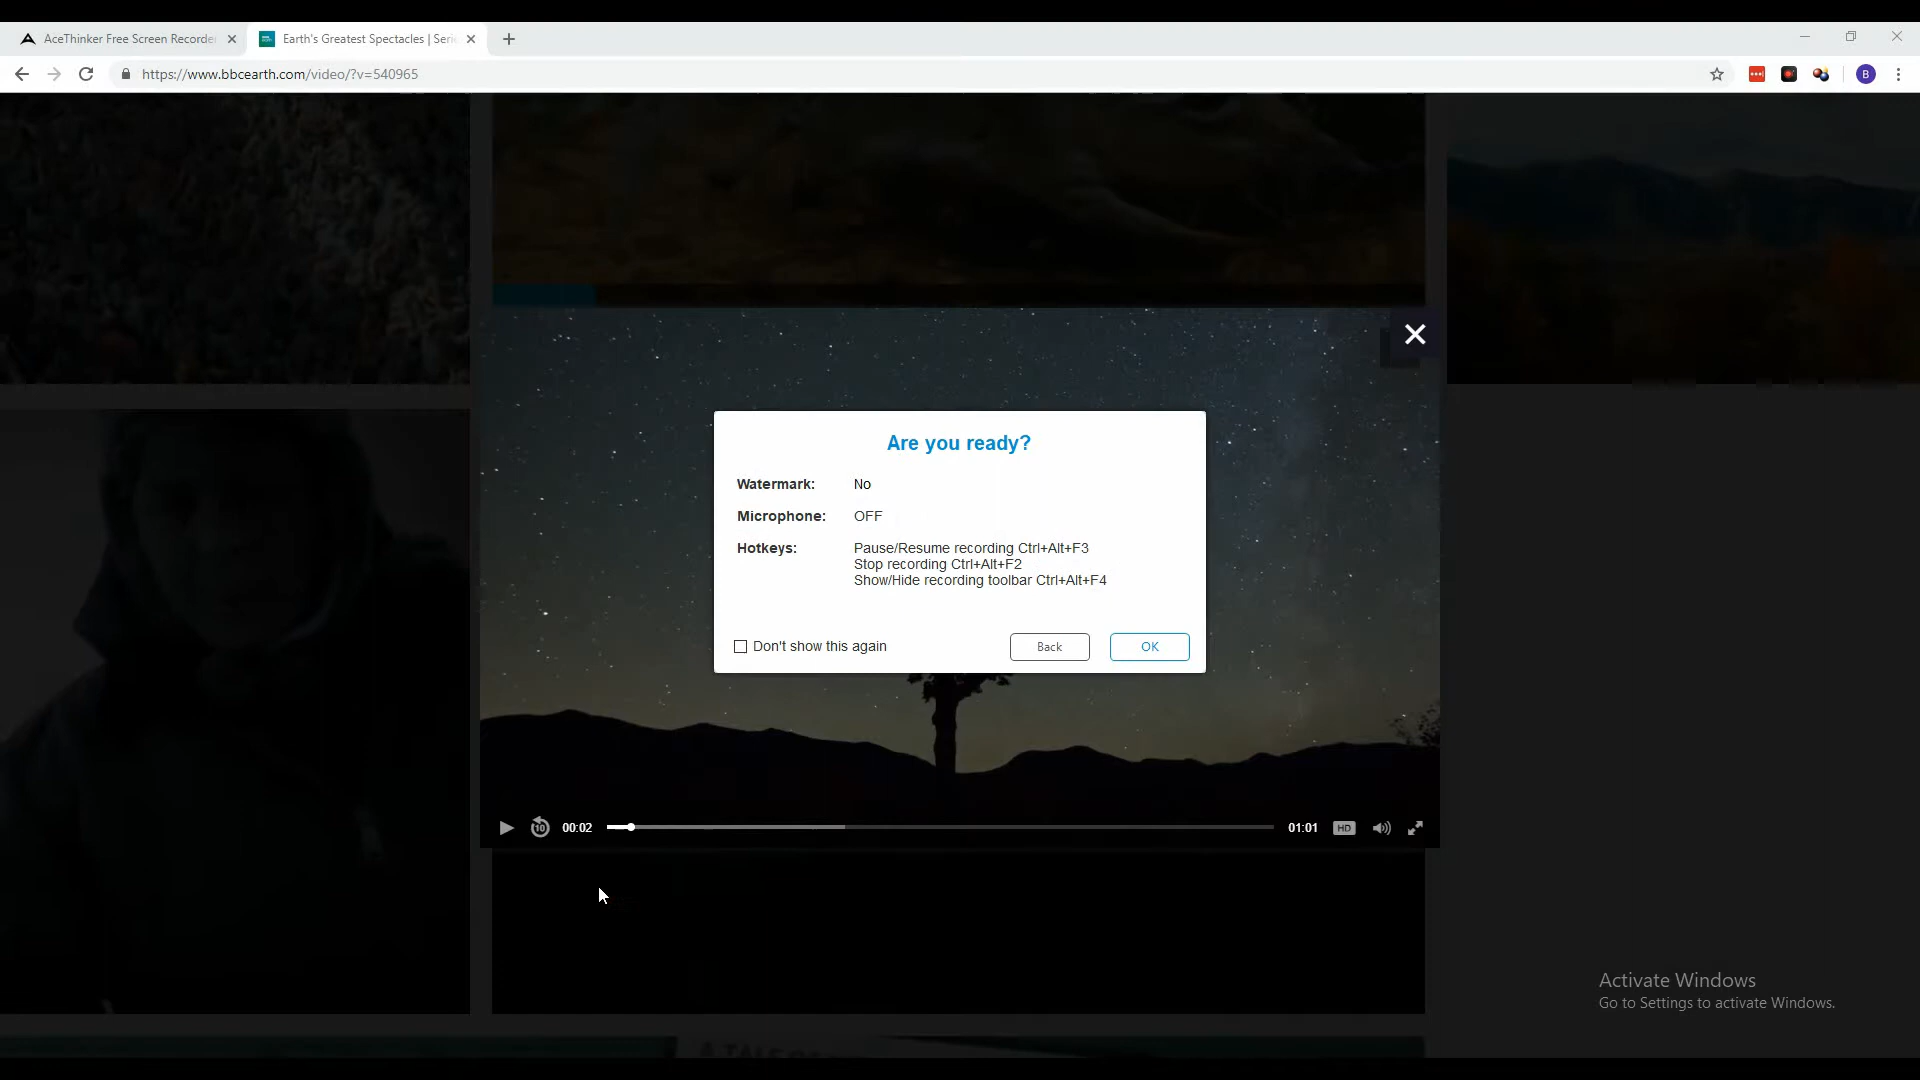 AceThinker Free Screen Recorder
Earth's Greatest Spectacles | Seri
https://www.bbcearth.com/video/?v=540965
B
Are you ready?
Watermark: No
Microphone: OFF
Hotkeys: Pause/Resume recording Ctrl+Alt+F3
Stop recording Ctrl+Alt+F2
Show/Hide recording toolbar Ctrl+Alt+F4
Don't show this again
Back
OK
10
00:02
01:01
HD
Activate Windows
Go to Settings to activate Windows.